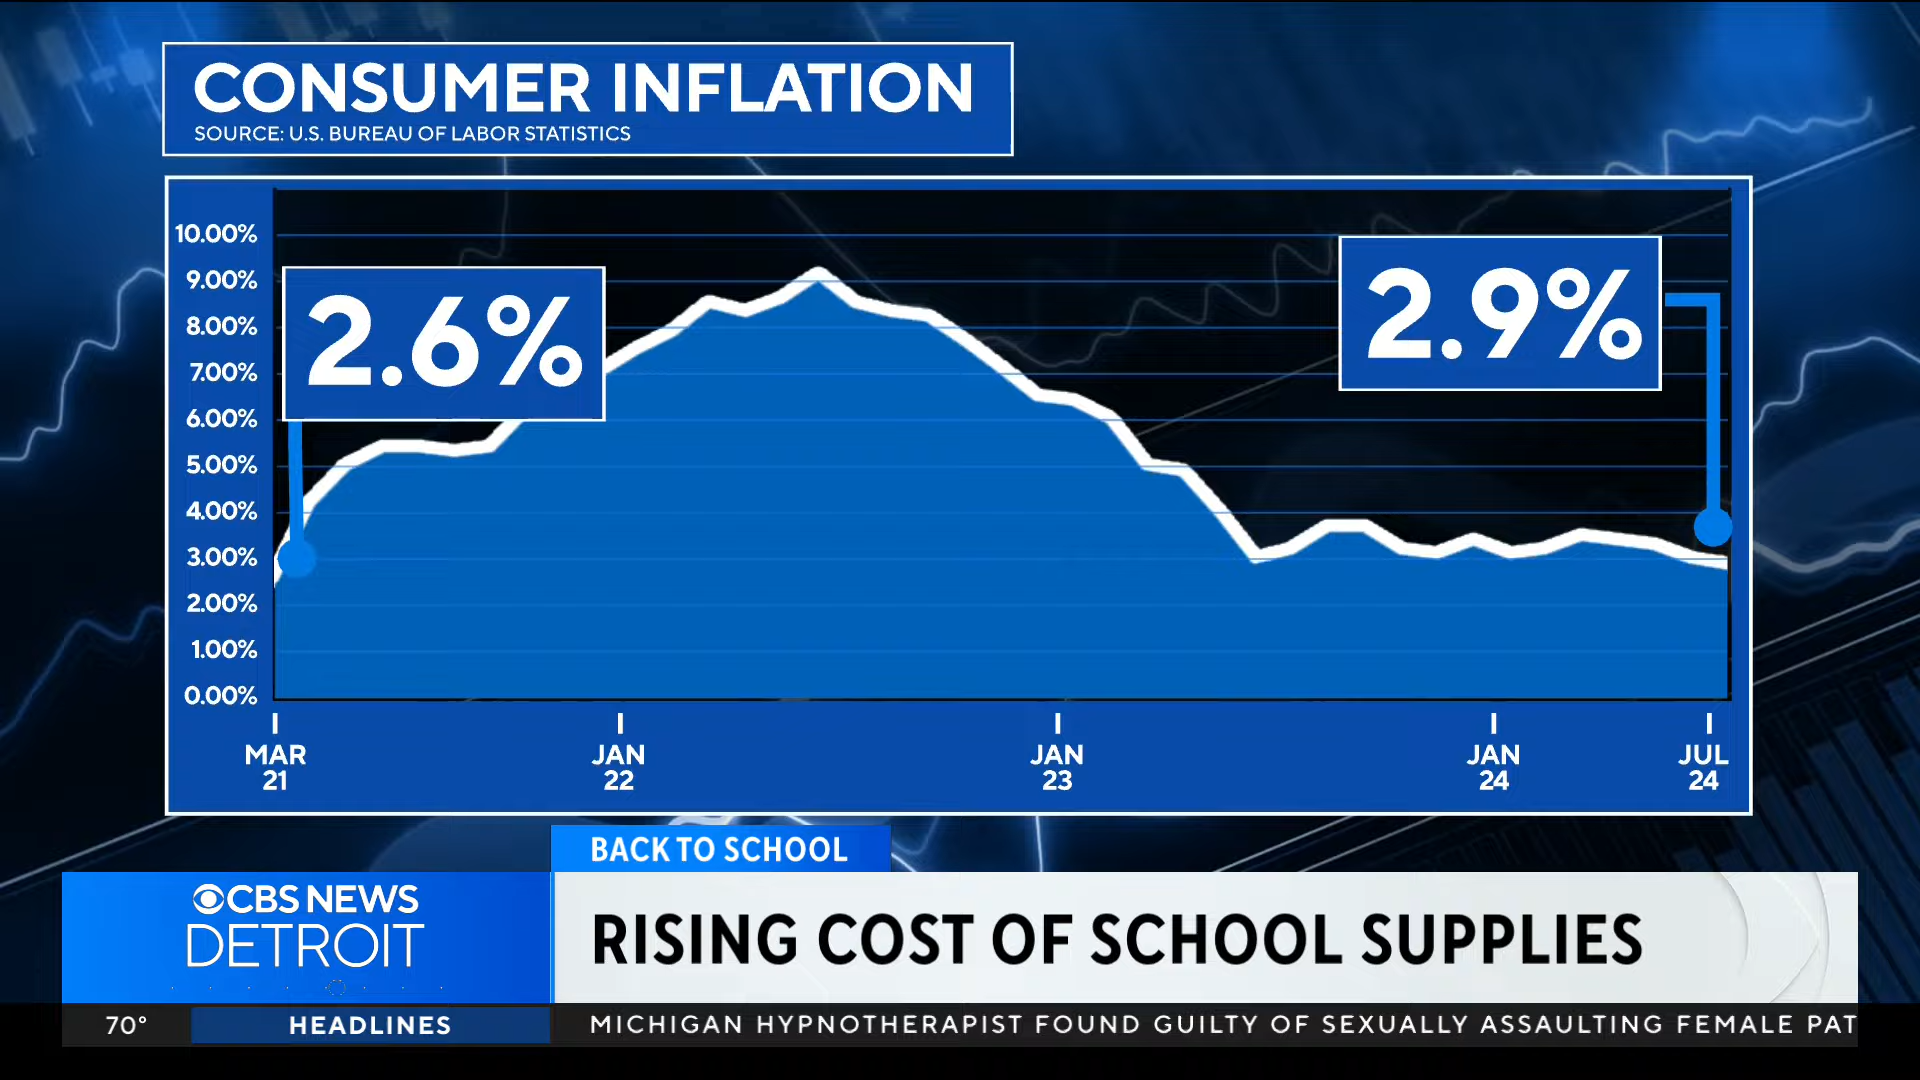 CONSUMER INFLATION
SOURCE: U.S. BUREAU OF LABOR STATISTICS
10.00%
9.00%
8.00%
7.00%
6.00%
5.00%
4.00%
3.00%
2.00%
1.00%
0.00%
2.6%
2.9%
MAR
21
JAN
22
JAN
23
JAN
24
JUL
24
BACK TO SCHOOL
CBS NEWS
DETROIT
RISING COST OF SCHOOL SUPPLIES
70°
HEADLINES
MICHIGAN HYPNOTHERAPIST FOUND GUILTY OF SEXUALLY ASSAULTING FEMALE PAT